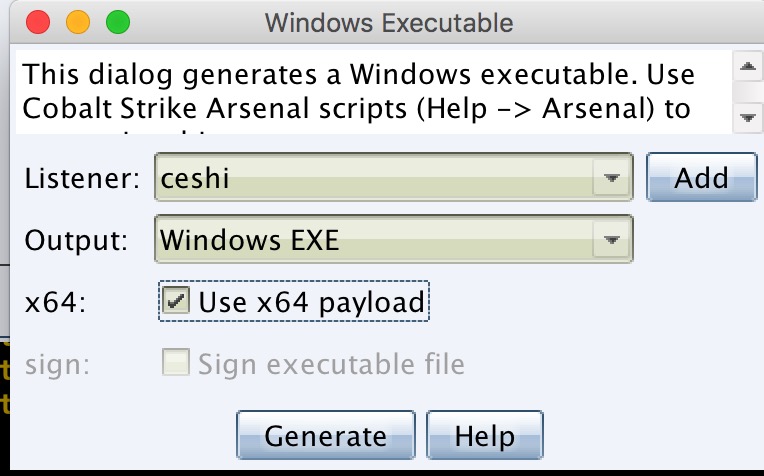 Windows Executable
This dialog generates a Windows executable. Use
Cobalt Strike Arsenal scripts (Help -> Arsenal) to
Listener: ceshi Add
Output: Windows EXE
x64: Use x64 payload
sign: Sign executable file
Generate Help